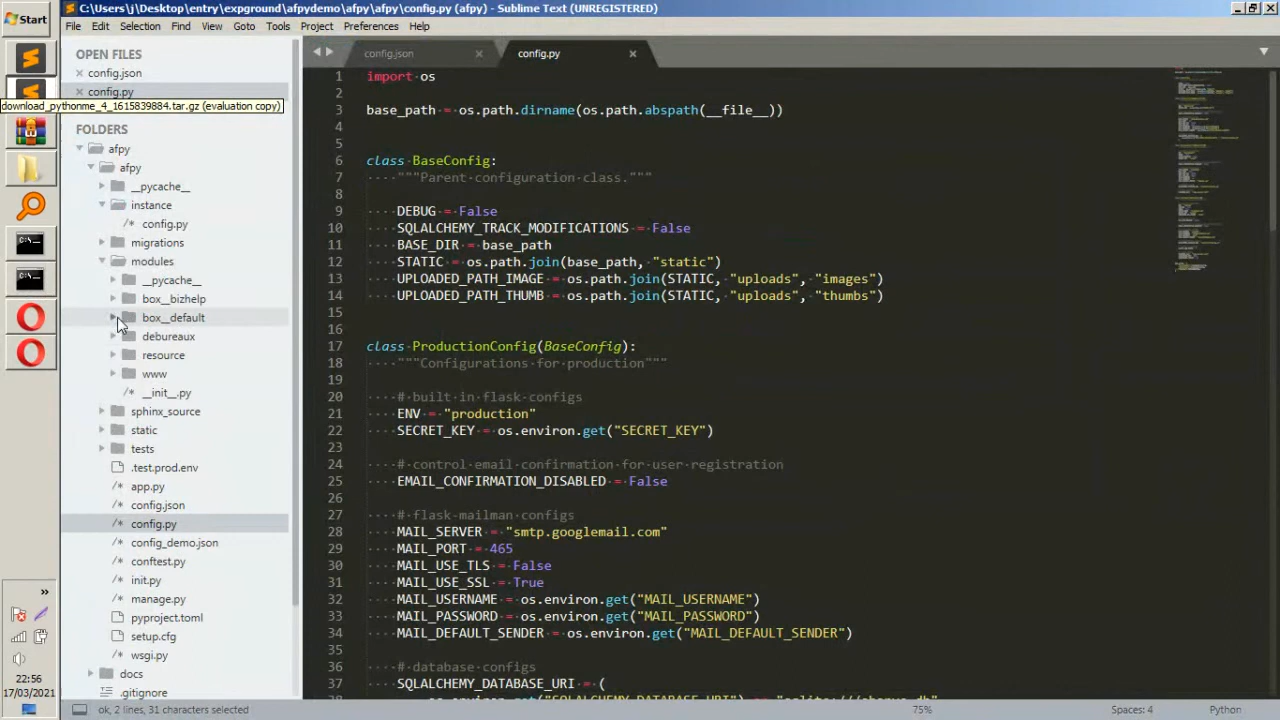 Start
C:\Users\j\Desktop\entry\expground\afpydemo\afpy\afpy\config.py (afpy) - Sublime Text (UNREGISTERED)
File Edit Selection Find View Goto Tools Project Preferences Help
OPEN FILES
config.json
config.py
download_pythonme_4_1615839884.tar.gz (evaluation copy)
FOLDERS
afpy
afpy
__pycache__
instance
/* config.py
migrations
modules
__pycache__
box__bizhelp
box__default
debureaux
resource
www
/* __init__.py
sphinx_source
static
tests
.test.prod.env
/* app.py
/* config.json
/* config.py
/* config_demo.json
/* conftest.py
/* init.py
/* manage.py
pyproject.toml
setup.cfg
/* wsgi.py
docs
.gitignore
22:56
17/03/2021
config.json × config.py ×
1 import os
2
3 base_path = os.path.dirname(os.path.abspath(__file__))
4
5
6 class BaseConfig:
7 """Parent configuration class."""
8
9 DEBUG = False
10 SQLALCHEMY_TRACK_MODIFICATIONS = False
11 BASE_DIR = base_path
12 STATIC = os.path.join(base_path, "static")
13 UPLOADED_PATH_IMAGE = os.path.join(STATIC, "uploads", "images")
14 UPLOADED_PATH_THUMB = os.path.join(STATIC, "uploads", "thumbs")
15
16
17 class ProductionConfig(BaseConfig):
18 """Configurations for production"""
19
20 # built in flask configs
21 ENV = "production"
22 SECRET_KEY = os.environ.get("SECRET_KEY")
23
24 # control email confirmation for user registration
25 EMAIL_CONFIRMATION_DISABLED = False
26
27 # flask-mailman configs
28 MAIL_SERVER = "smtp.googlemail.com"
29 MAIL_PORT = 465
30 MAIL_USE_TLS = False
31 MAIL_USE_SSL = True
32 MAIL_USERNAME = os.environ.get("MAIL_USERNAME")
33 MAIL_PASSWORD = os.environ.get("MAIL_PASSWORD")
34 MAIL_DEFAULT_SENDER = os.environ.get("MAIL_DEFAULT_SENDER")
35
36 # database configs
37 SQLALCHEMY_DATABASE_URI = (
ok, 2 lines, 31 characters selected
75%
Spaces: 4
Python